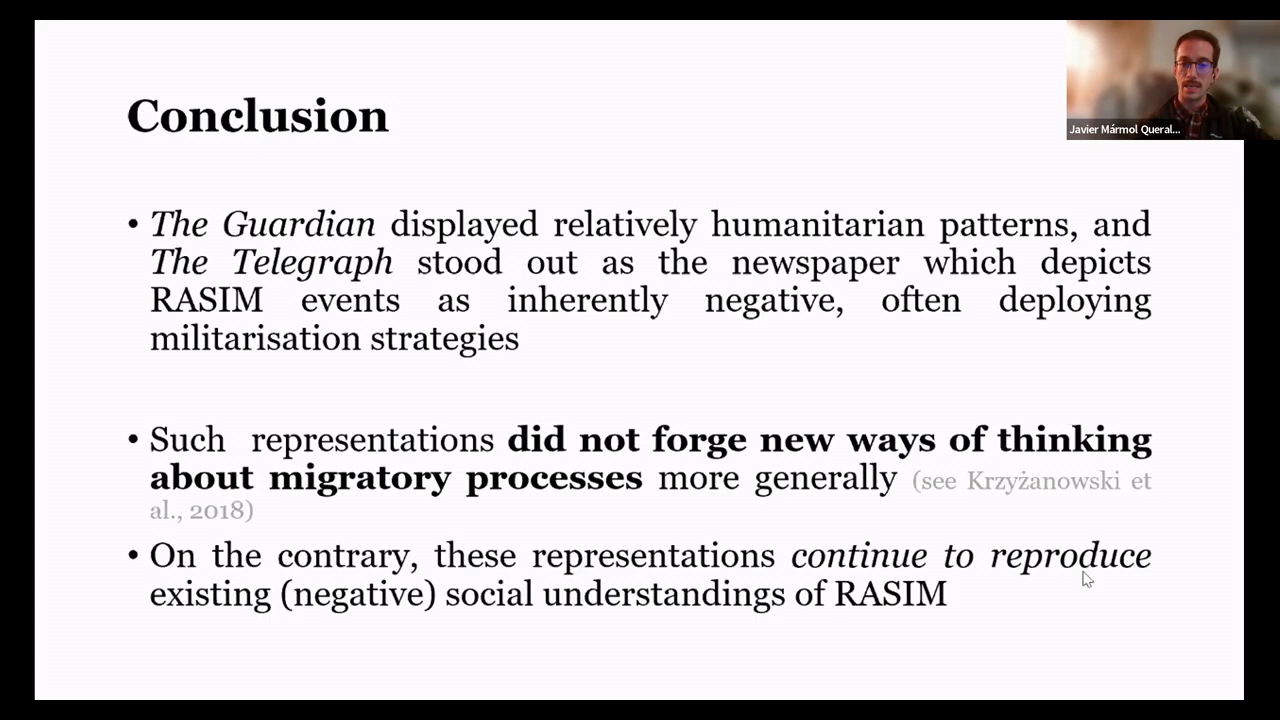 Conclusion
Javier Mármol Queral...
• The Guardian displayed relatively humanitarian patterns, and
The Telegraph stood out as the newspaper which depicts
RASIM events as inherently negative, often deploying
militarisation strategies
• Such representations did not forge new ways of thinking
about migratory processes more generally (see Krzyżanowski et
al., 2018)
• On the contrary, these representations continue to reproduce
existing (negative) social understandings of RASIM